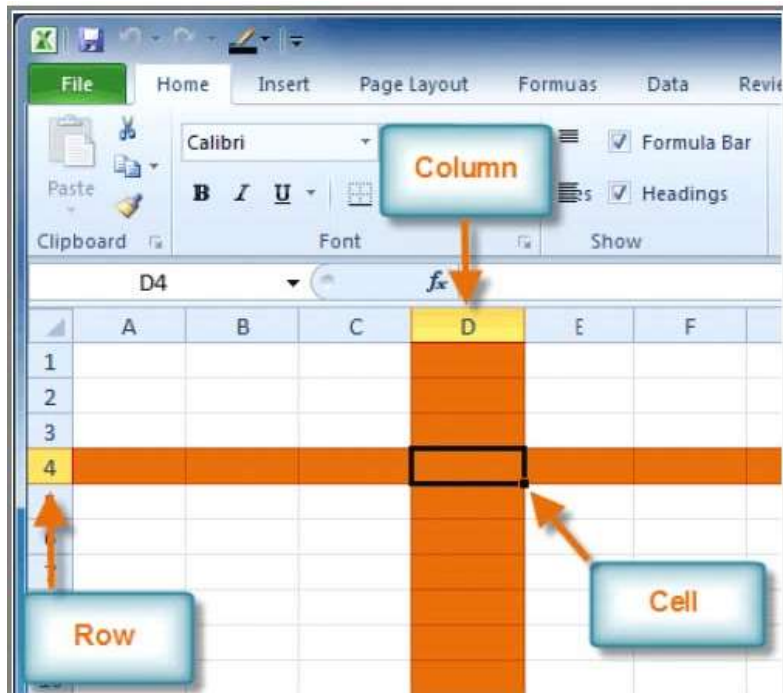 File Home Insert Page Layout Formuas Data
Calibri
Column
Formula Bar
Paste B I U Headings
Clipboard Font Show
D4 fx
A B C D E F
1
2
3
4
Cell
Row